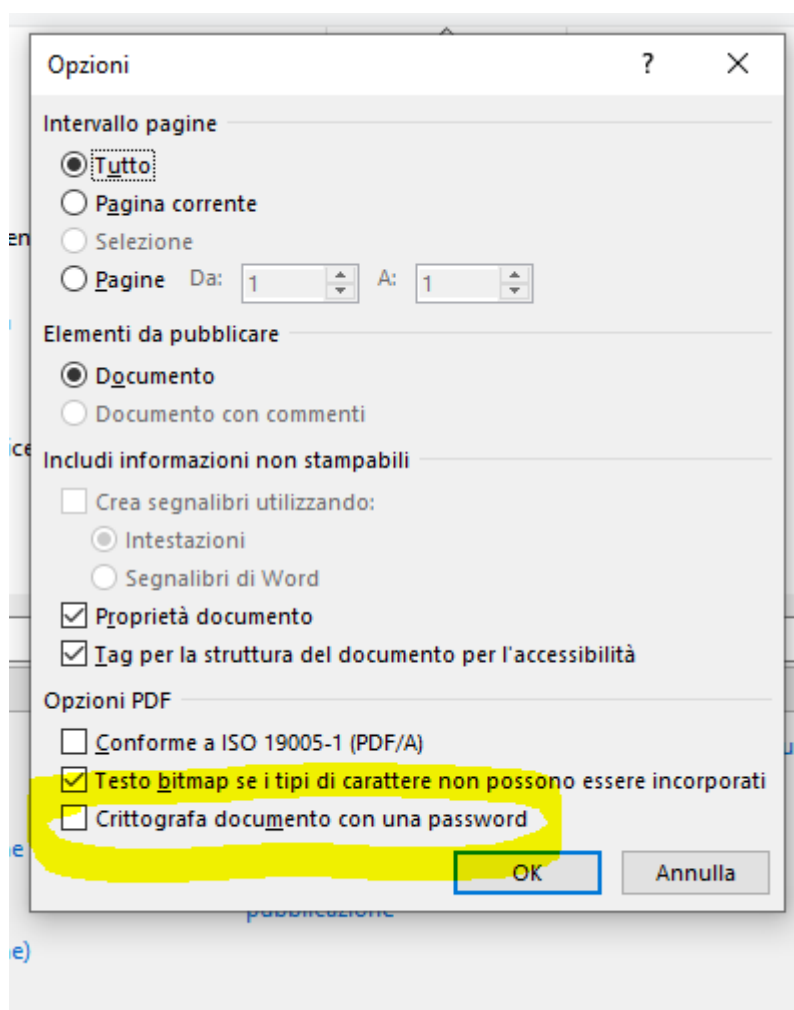 Opzioni ?
Intervallo pagine
Tutto
Pagina corrente
en
Selezione
Pagine Da: 1 A: 1
Elementi da pubblicare
Documento
Documento con commenti
ice
Includi informazioni non stampabili
Crea segnalibri utilizzando:
Intestazioni
Segnalibri di Word
Proprietà documento
Tag per la struttura del documento per l'accessibilità
Opzioni PDF
Conforme a ISO 19005-1 (PDF/A)
Testo bitmap se i tipi di carattere non possono essere incorporati
Crittografa documento con una password
e
OK Annulla
pubblicazione
e)